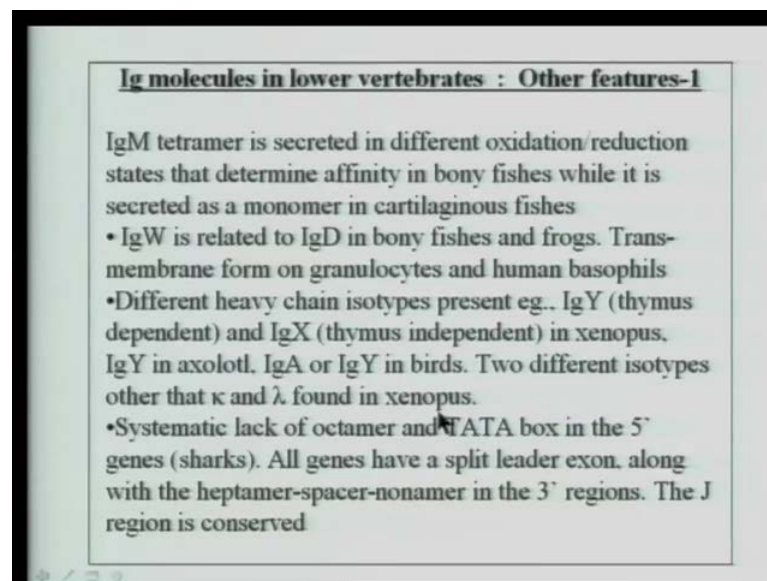 Ig molecules in lower vertebrates : Other features-1
IgM tetramer is secreted in different oxidation/reduction
states that determine affinity in bony fishes while it is
secreted as a monomer in cartilaginous fishes
• IgW is related to IgD in bony fishes and frogs. Trans-
membrane form on granulocytes and human basophils
•Different heavy chain isotypes present eg.. IgY (thymus
dependent) and IgX (thymus independent) in xenopus,
IgY in axolotl, IgA or IgY in birds. Two different isotypes
other that κ and λ found in xenopus.
•Systematic lack of octamer and TATA box in the 5`
genes (sharks). All genes have a split leader exon, along
with the heptamer-spacer-nonamer in the 3` regions. The J
region is conserved